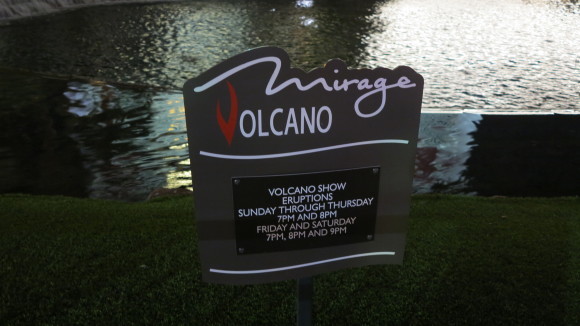 Mirage
VOLCANO
VOLCANO SHOW
ERUPTIONS
SUNDAY THROUGH THURSDAY
7PM AND 8PM
FRIDAY AND SATURDAY
7PM, 8PM AND 9PM